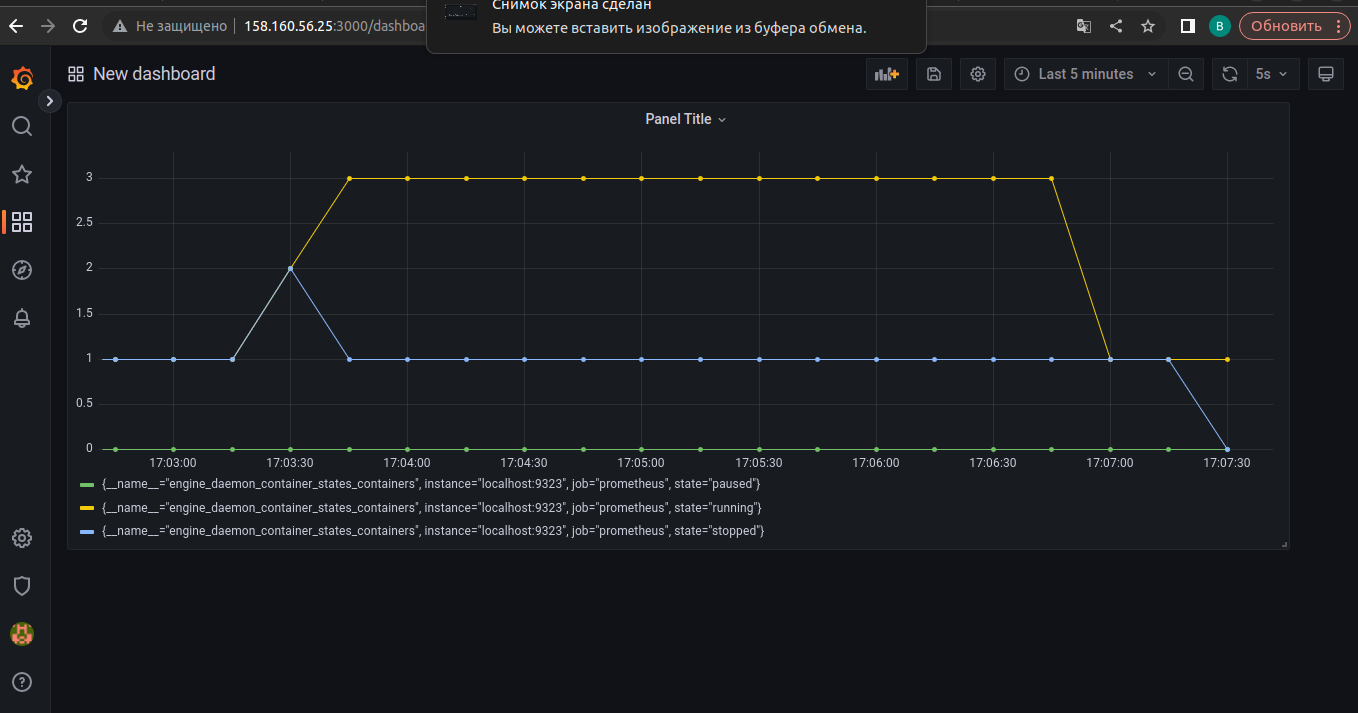 Снимок экрана сделан
Не защищено 158.160.56.25:3000/dashboa
Вы можете вставить изображение из буфера обмена.
B Обновить
New dashboard
Last 5 minutes
5s
Panel Title
3
2.5
2
1.5
1
0.5
0
17:03:00 17:03:30 17:04:00 17:04:30 17:05:00 17:05:30 17:06:00 17:06:30 17:07:00 17:07:30
{__name__="engine_daemon_container_states_containers", instance="localhost:9323", job="prometheus", state="paused"}
{__name__="engine_daemon_container_states_containers", instance="localhost:9323", job="prometheus", state="running"}
{__name__="engine_daemon_container_states_containers", instance="localhost:9323", job="prometheus", state="stopped"}